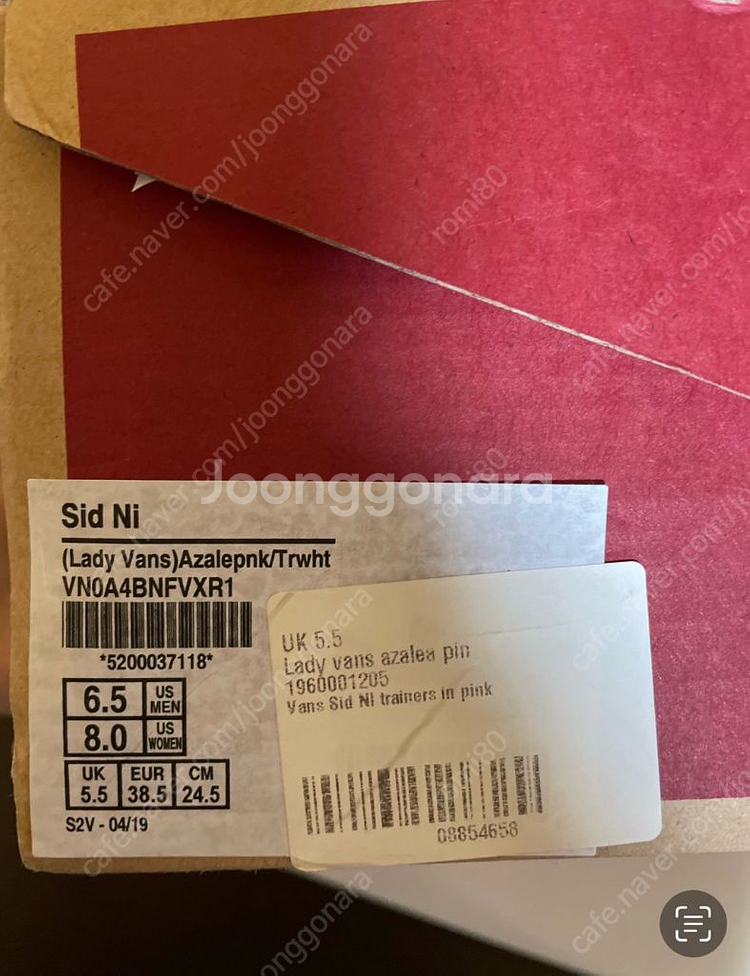 cafe.naver.com/joonggonara
romi80
Joonggonara
Sid Ni
(Lady Vans)Azalepnk/Trwht
VN0A4BNFVXR1
*5200037118*
6.5 US MEN
8.0 US WOMEN
UK EUR CM
5.5 38.5 24.5
S2V - 04/19
UK 5.5
Lady vans azalea pin
1960001205
Vans Sid NI trainers in pink
08854658